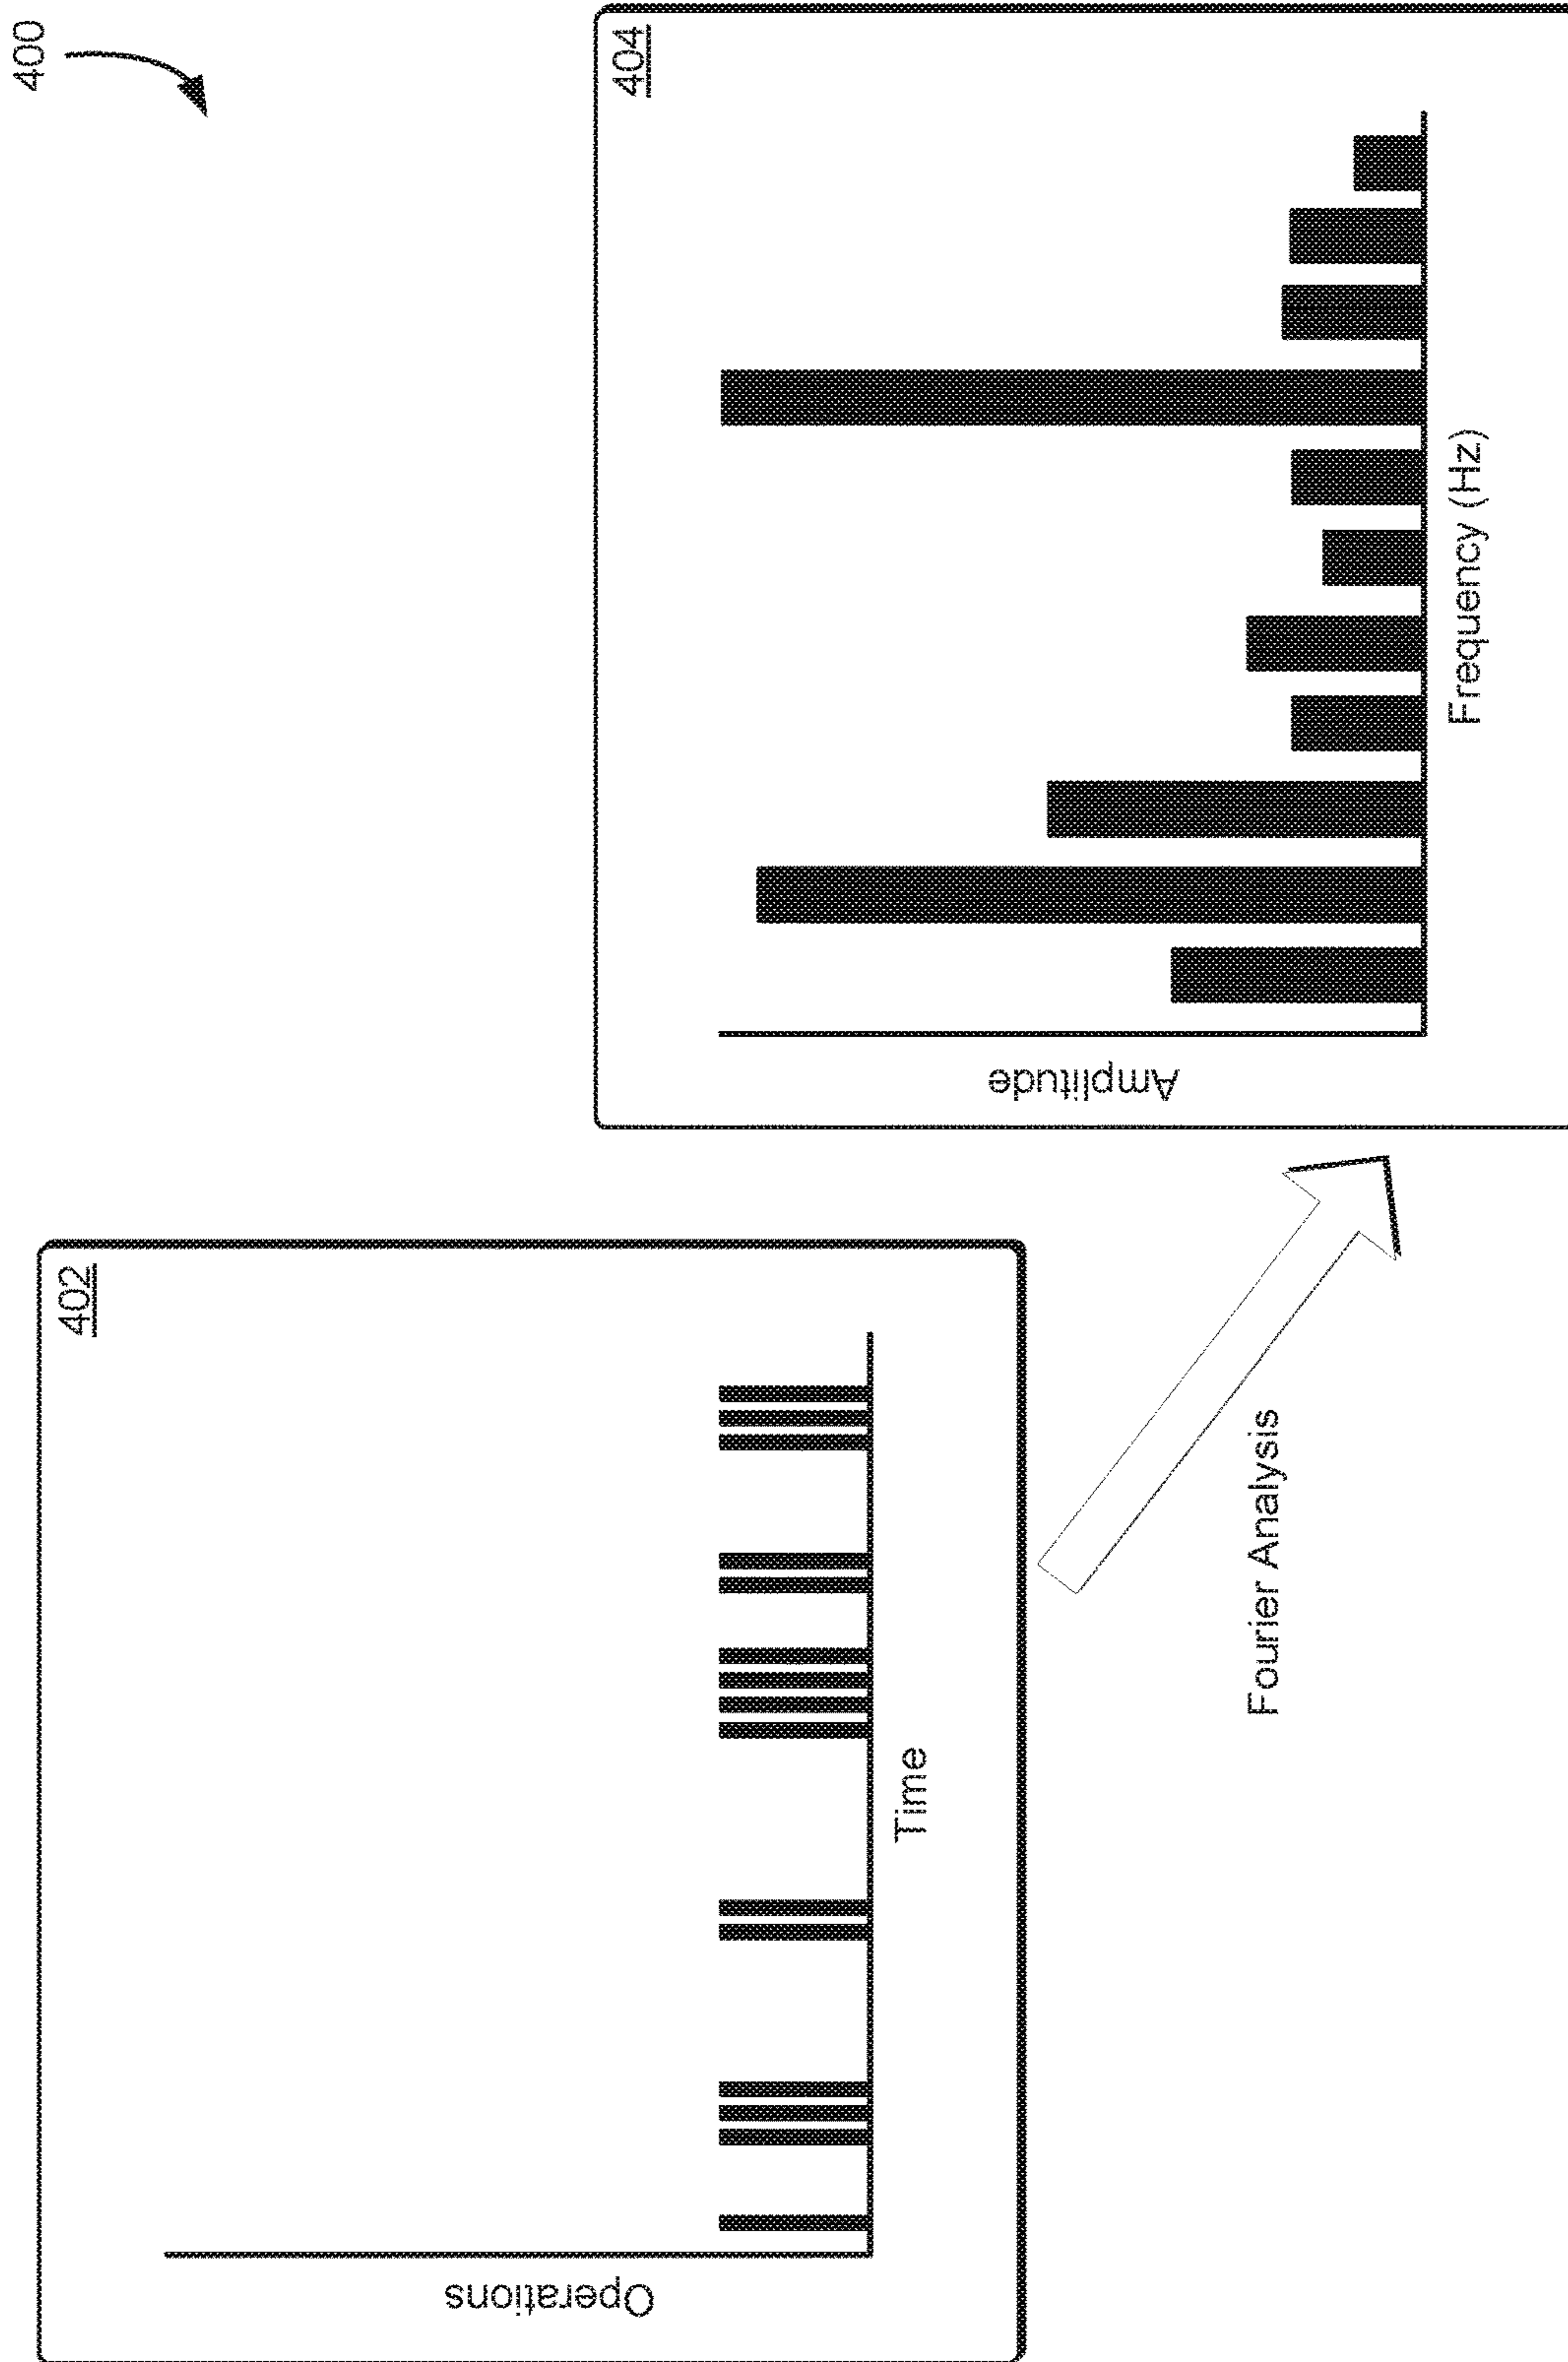 400
402
Operations
Time
Fourier Analysis
404
Amplitude
Frequency (Hz)